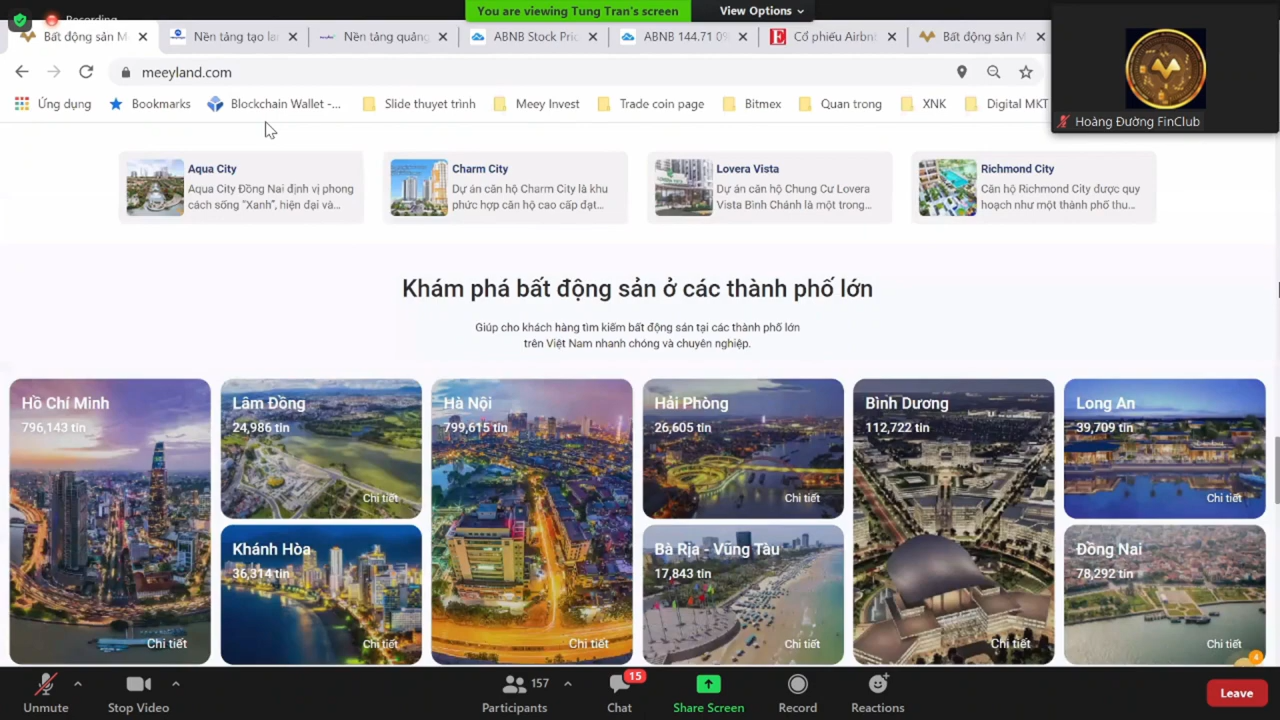 You are viewing Tung Tran's screen
View Options
Recording
Bất động sản M
Nền tảng tạo la
Nền tảng quảng
ABNB Stock Pric
ABNB 144.71 0%
Cổ phiếu Airbn
Bất động sản M
meeyland.com
Ứng dụng
Bookmarks
Blockchain Wallet -...
Slide thuyết trình
Meey Invest
Trade coin page
Bitmex
Quan trong
XNK
Digital MKT
Hoàng Đường FinClub
Aqua City
Aqua City Đồng Nai định vị phong
cách sống "Xanh", hiện đại và...
Charm City
Dự án căn hộ Charm City là khu
phức hợp căn hộ cao cấp đạt...
Lovera Vista
Dự án căn hộ Chung Cư Lovera
Vista Bình Chánh là một trong...
Richmond City
Căn hộ Richmond City được quy
hoạch như một thành phố thu...
Khám phá bất động sản ở các thành phố lớn
Giúp cho khách hàng tìm kiếm bất động sản tại các thành phố lớn
trên Việt Nam nhanh chóng và chuyên nghiệp.
Hồ Chí Minh
796,143 tin
Chi tiết
Lâm Đồng
24,986 tin
Chi tiết
Khánh Hòa
36,314 tin
Chi tiết
Hà Nội
799,615 tin
Chi tiết
Hải Phòng
26,605 tin
Chi tiết
Bà Rịa - Vũng Tàu
17,843 tin
Chi tiết
Bình Dương
112,722 tin
Chi tiết
Long An
39,709 tin
Chi tiết
Đồng Nai
78,292 tin
Chi tiết
4
Unmute
Stop Video
157
Participants
15
Chat
Share Screen
Record
Reactions
Leave